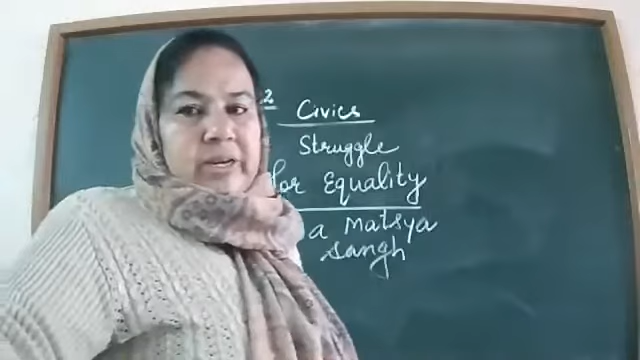 2 Civics
Struggle
for Equality
a Matsya
Sangh